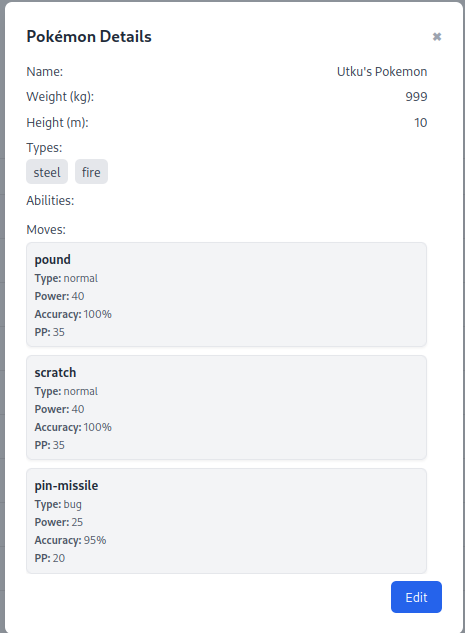 Pokémon Details ✖
Name: Utku's Pokemon
Weight (kg): 999
Height (m): 10
Types:
steel fire
Abilities:
Moves:
pound
Type: normal
Power: 40
Accuracy: 100%
PP: 35
scratch
Type: normal
Power: 40
Accuracy: 100%
PP: 35
pin-missile
Type: bug
Power: 25
Accuracy: 95%
PP: 20
Edit